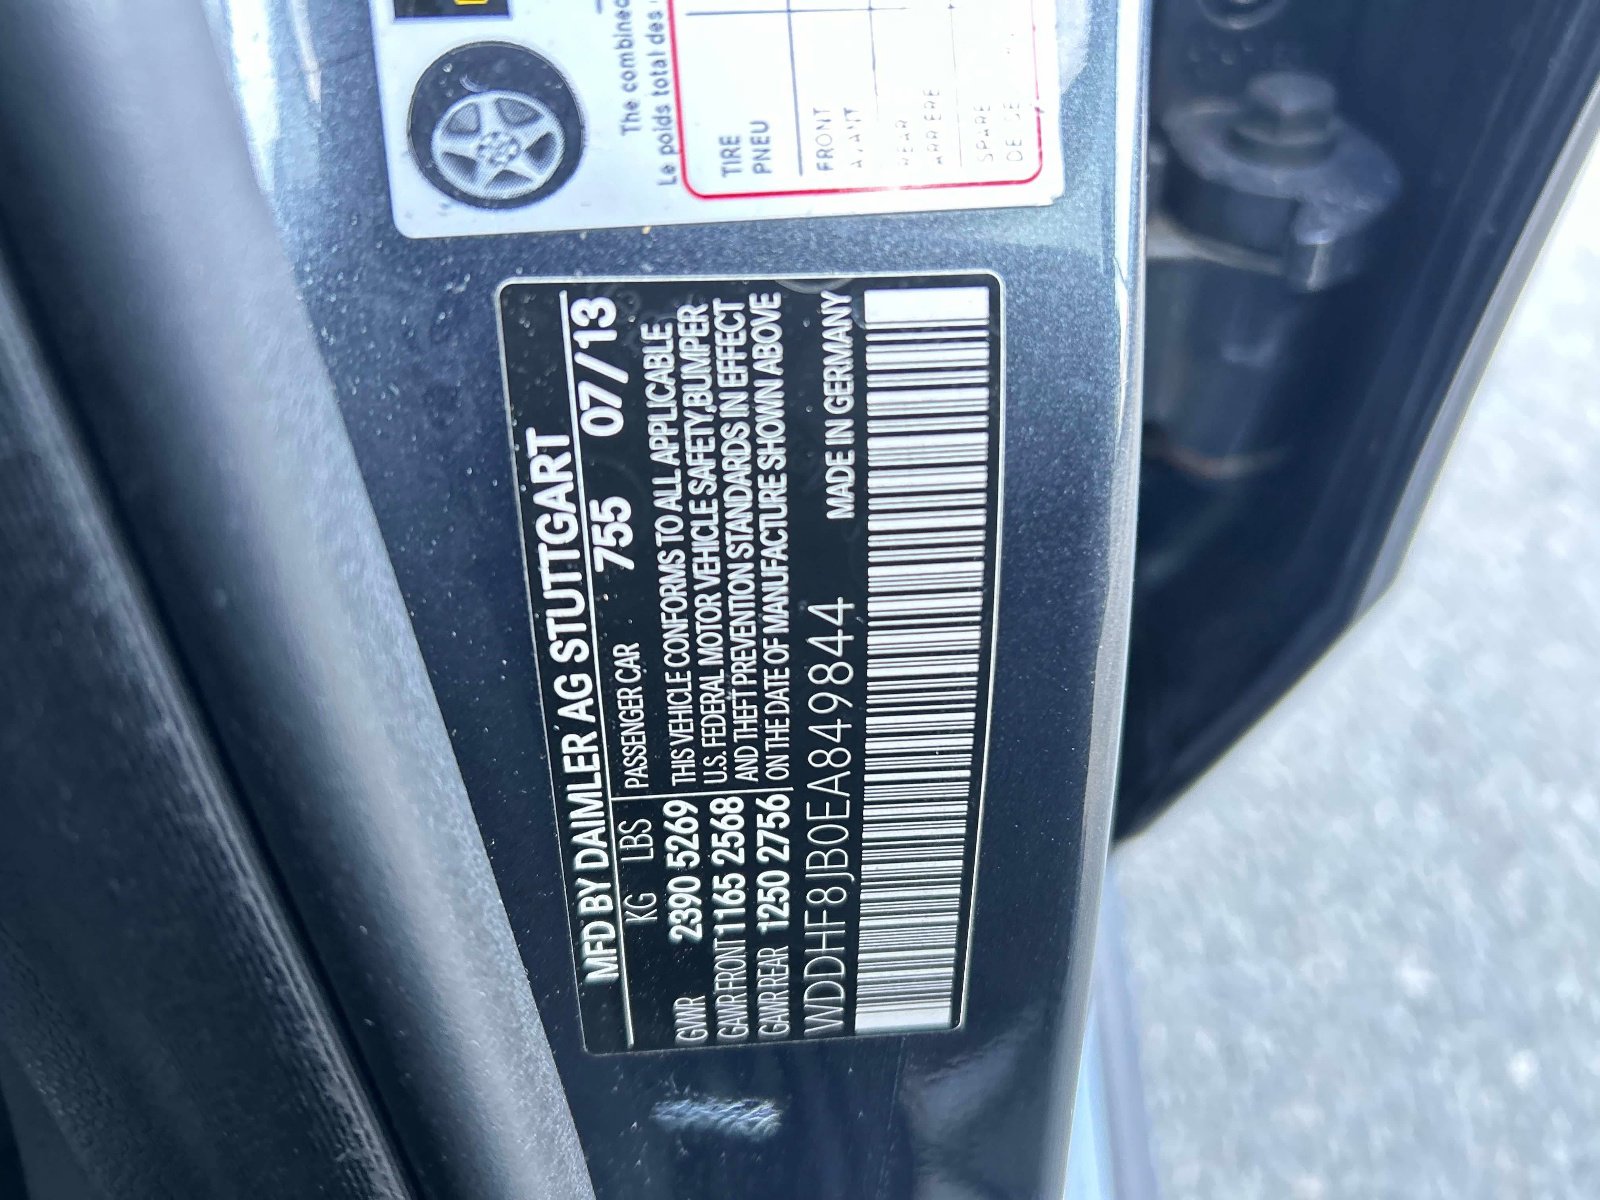 MFD BY DAIMLER AG STUTTGART
KG LBS PASSENGER CAR 755 07/13
GVWR 2390 5269 THIS VEHICLE CONFORMS TO ALL APPLICABLE
GAWR FRONT 1165 2568 U.S. FEDERAL MOTOR VEHICLE SAFETY,BUMPER
AND THEFT PREVENTION STANDARDS IN EFFECT
GAWR REAR 1250 2756 ON THE DATE OF MANUFACTURE SHOWN ABOVE
WDDHF8JB0EA849844 MADE IN GERMANY
The combined
Le poids total des
TIRE
PNEU
FRONT
AVANT
REAR
ARRIERE
SPARE
DE